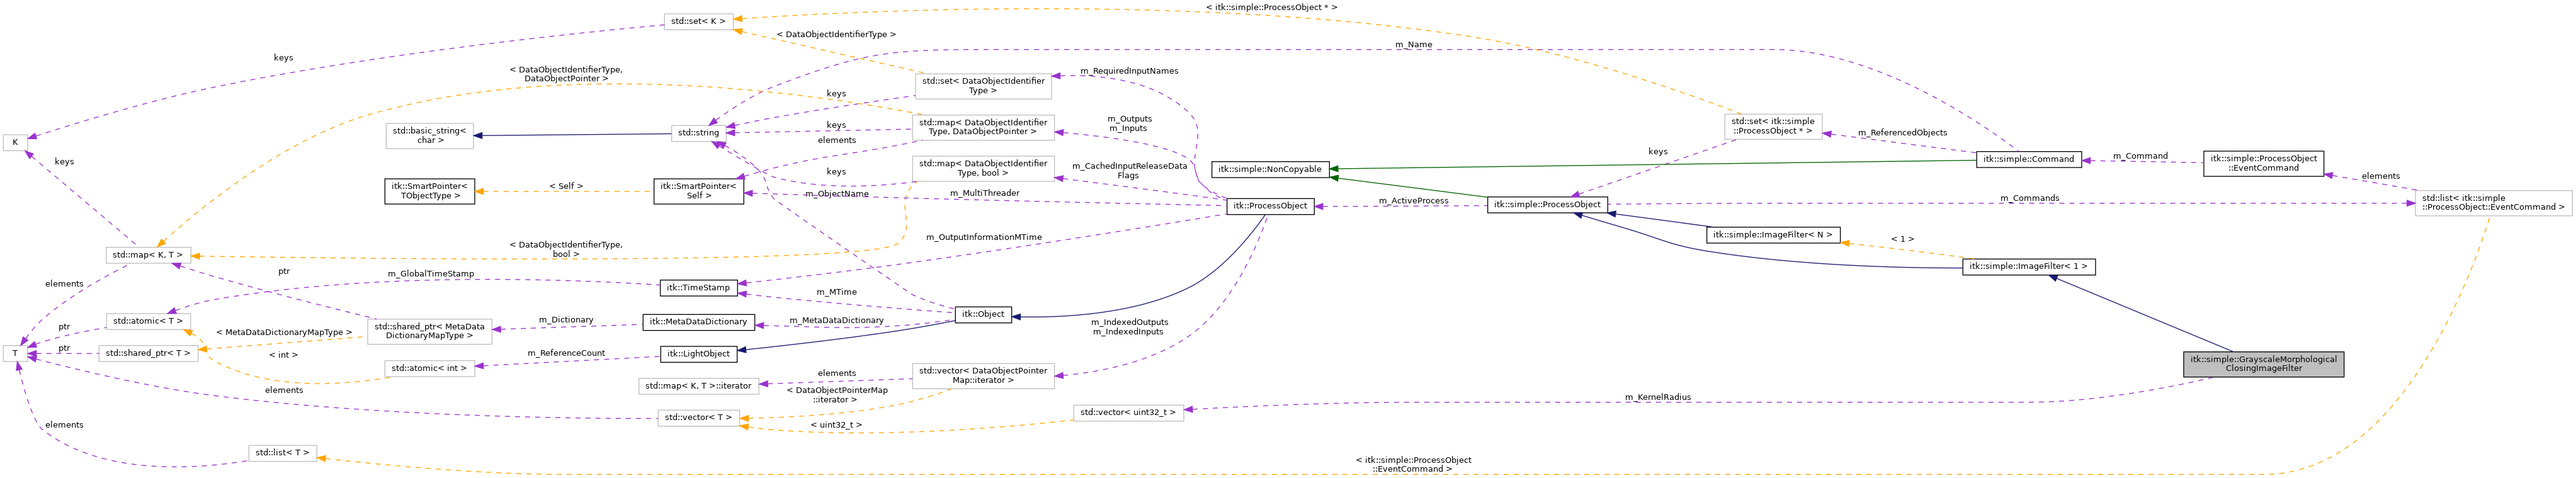 < itk::simple::ProcessObject * >
std::set< K >
< DataObjectIdentifierType >
m_Name
keys
< DataObjectIdentifierType,
DataObjectPointer >
m_RequiredInputNames
std::set< DataObjectIdentifier
Type >
keys
m_Outputs
m_Inputs
std::set< itk::simple
::ProcessObject * >
std::map< DataObjectIdentifier
Type, DataObjectPointer >
keys
std::basic_string<
char >
std::string
m_ReferencedObjects
K
elements
keys
keys
m_Command
itk::simple::Command
itk::simple::ProcessObject
::EventCommand
std::map< DataObjectIdentifier
Type, bool >
m_CachedInputReleaseData
Flags
itk::simple::NonCopyable
keys
elements
itk::SmartPointer<
TObjectType >
< Self >
itk::SmartPointer<
Self >
m_ObjectName
m_MultiThreader
m_ActiveProcess
m_Commands
itk::ProcessObject
itk::simple::ProcessObject
std::list< itk::simple
::ProcessObject::EventCommand >
m_OutputInformationMTime
itk::simple::ImageFilter< N >
< 1 >
< DataObjectIdentifierType,
bool >
std::map< K, T >
ptr
m_GlobalTimeStamp
itk::simple::ImageFilter< 1 >
elements
itk::TimeStamp
m_MTime
itk::Object
std::atomic< T >
ptr
< MetaDataDictionaryMapType >
std::shared_ptr< MetaData
DictionaryMapType >
m_Dictionary
itk::MetaDataDictionary
m_MetaDataDictionary
m_IndexedOutputs
m_IndexedInputs
T
ptr
std::shared_ptr< T >
< int >
m_ReferenceCount
itk::LightObject
std::atomic< int >
itk::simple::GrayscaleMorphological
ClosingImageFilter
elements
std::map< K, T >::iterator
elements
std::vector< DataObjectPointer
Map::iterator >
< DataObjectPointerMap
::iterator >
m_KernelRadius
std::vector< T >
std::vector< uint32_t >
< uint32_t >
elements
std::list< T >
< itk::simple::ProcessObject
::EventCommand >